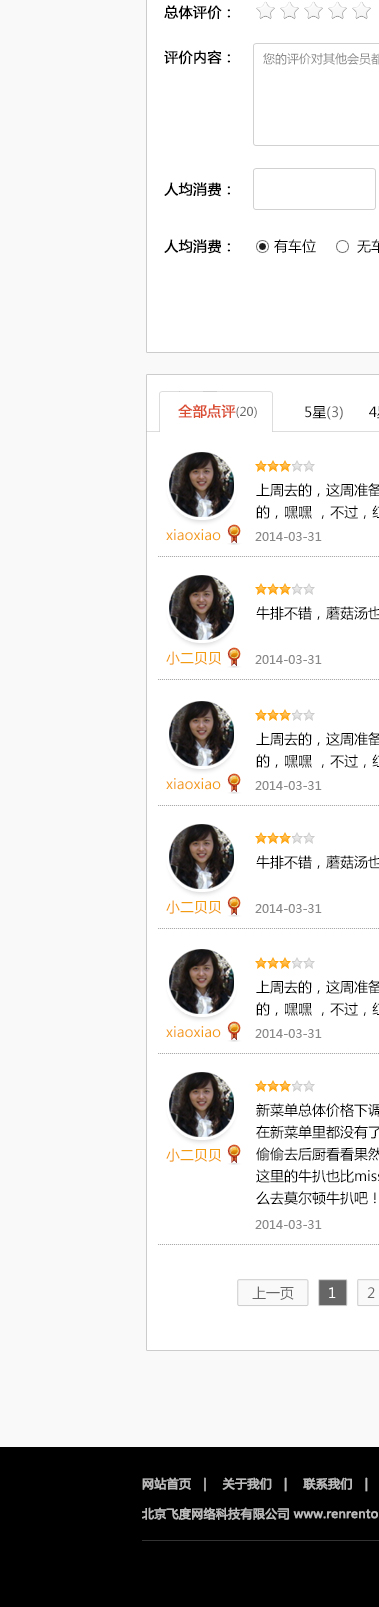 总体评价：
评价内容：
您的评价对其他会员都
人均消费：
人均消费： 有车位 无车
全部点评(20) 5星(3) 4
上周去的，这周准备
的，嘿嘿 ，不过，红
xiaoxiao 2014-03-31
牛排不错，蘑菇汤也
小二贝贝 2014-03-31
上周去的，这周准备
的，嘿嘿 ，不过，红
xiaoxiao 2014-03-31
牛排不错，蘑菇汤也
小二贝贝 2014-03-31
上周去的，这周准备
的，嘿嘿 ，不过，红
xiaoxiao 2014-03-31
新菜单总体价格下调
在新菜单里都没有了
小二贝贝 偷偷去后厨看看果然
这里的牛扒也比miss
么去莫尔顿牛扒吧！
2014-03-31
上一页 1 2
网站首页 | 关于我们 | 联系我们 |
北京飞度网络科技有限公司 www.renrento